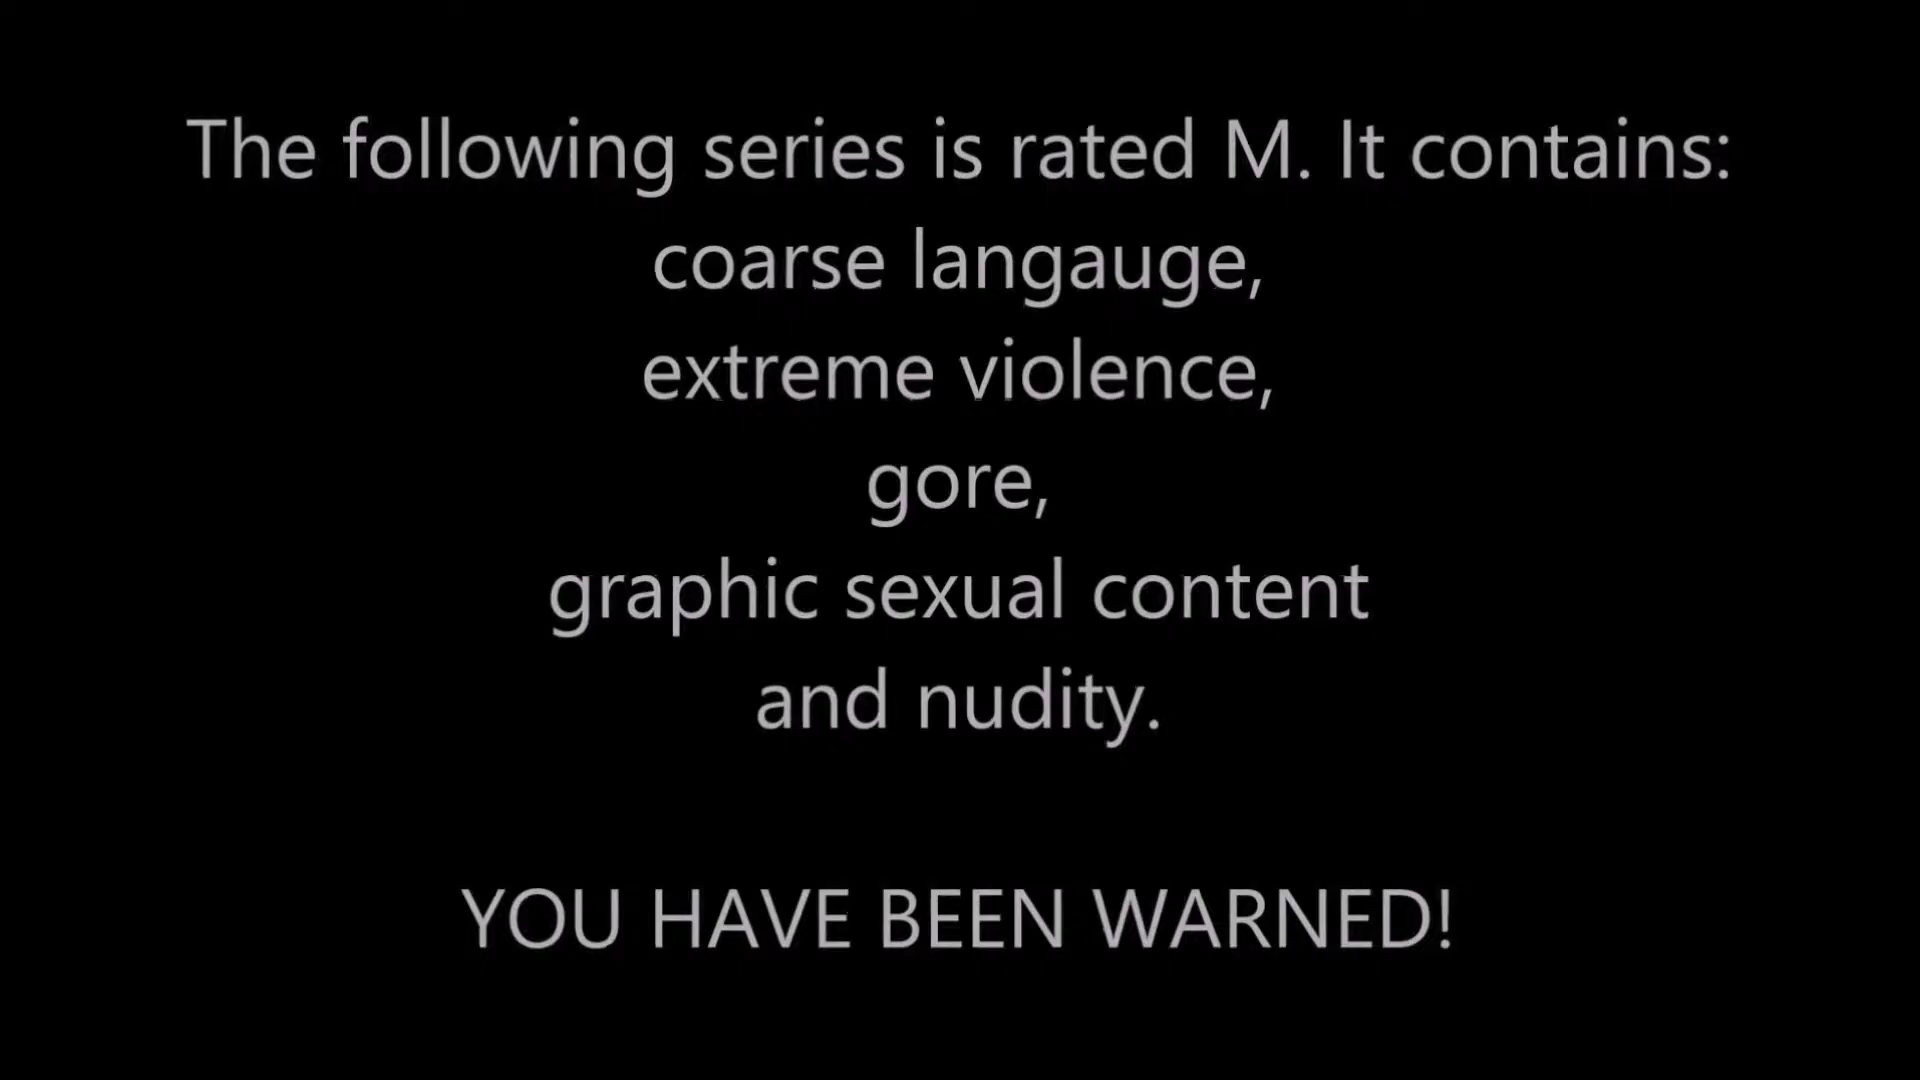 The following series is rated M. It contains:
coarse langauge,
extreme violence,
gore,
graphic sexual content
and nudity.
YOU HAVE BEEN WARNED!